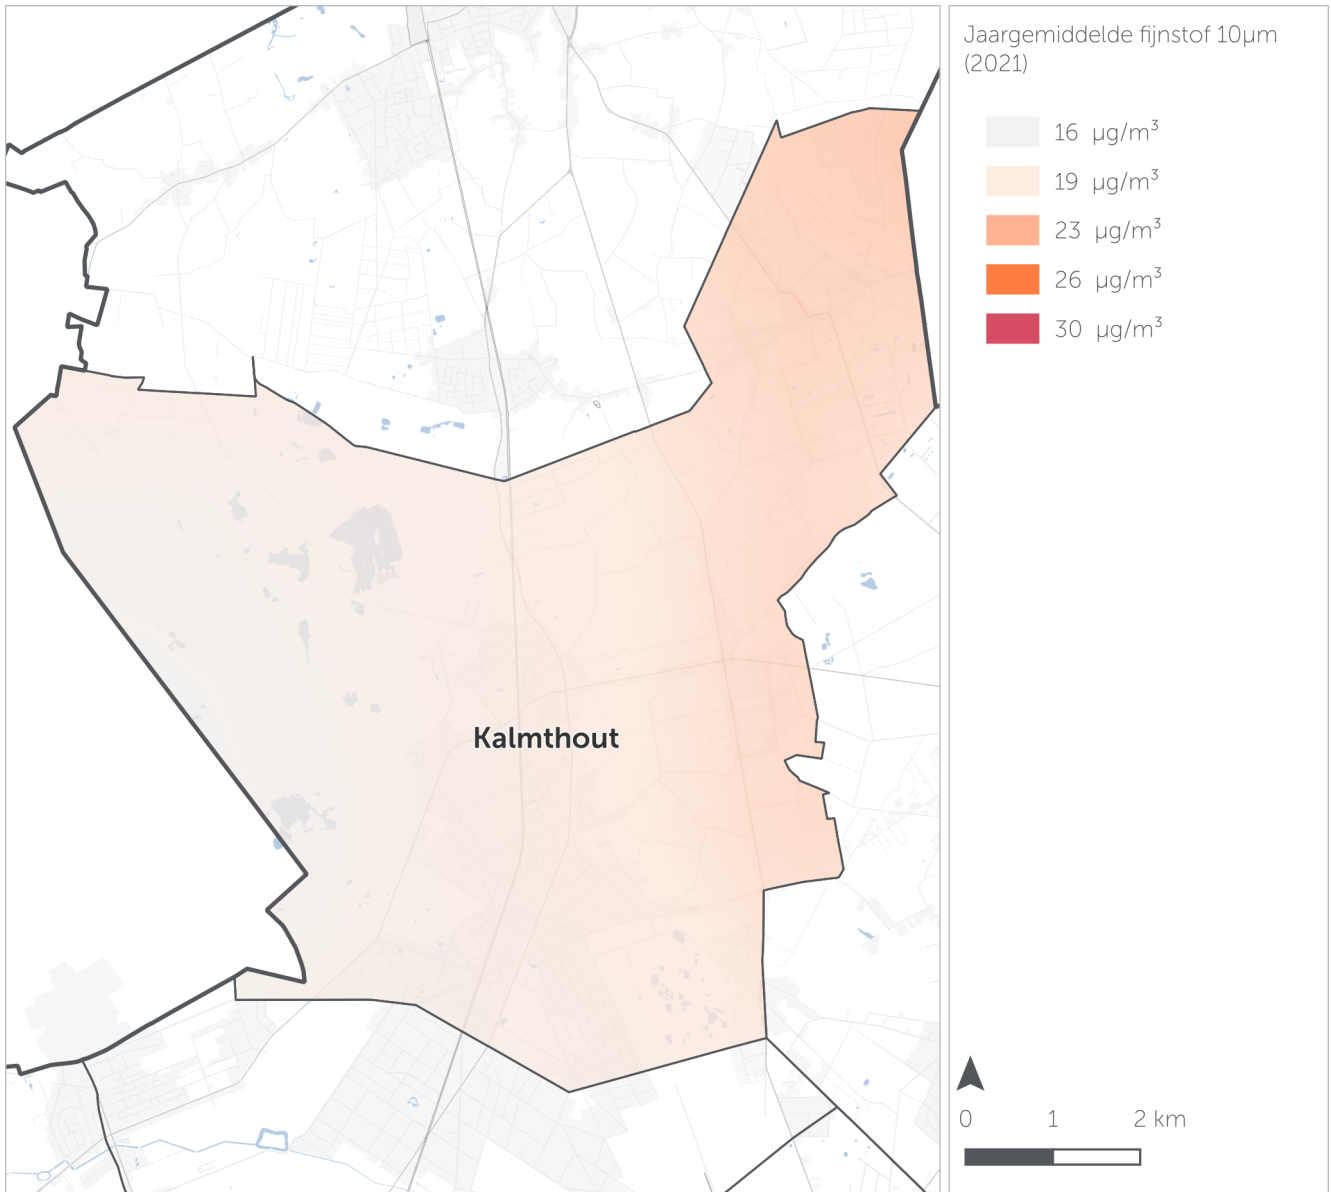 Jaargemiddelde fijnstof 10µm
(2021)
16 µg/m³
19 µg/m³
23 µg/m³
26 µg/m³
30 µg/m³
Kalmthout
0 1 2 km